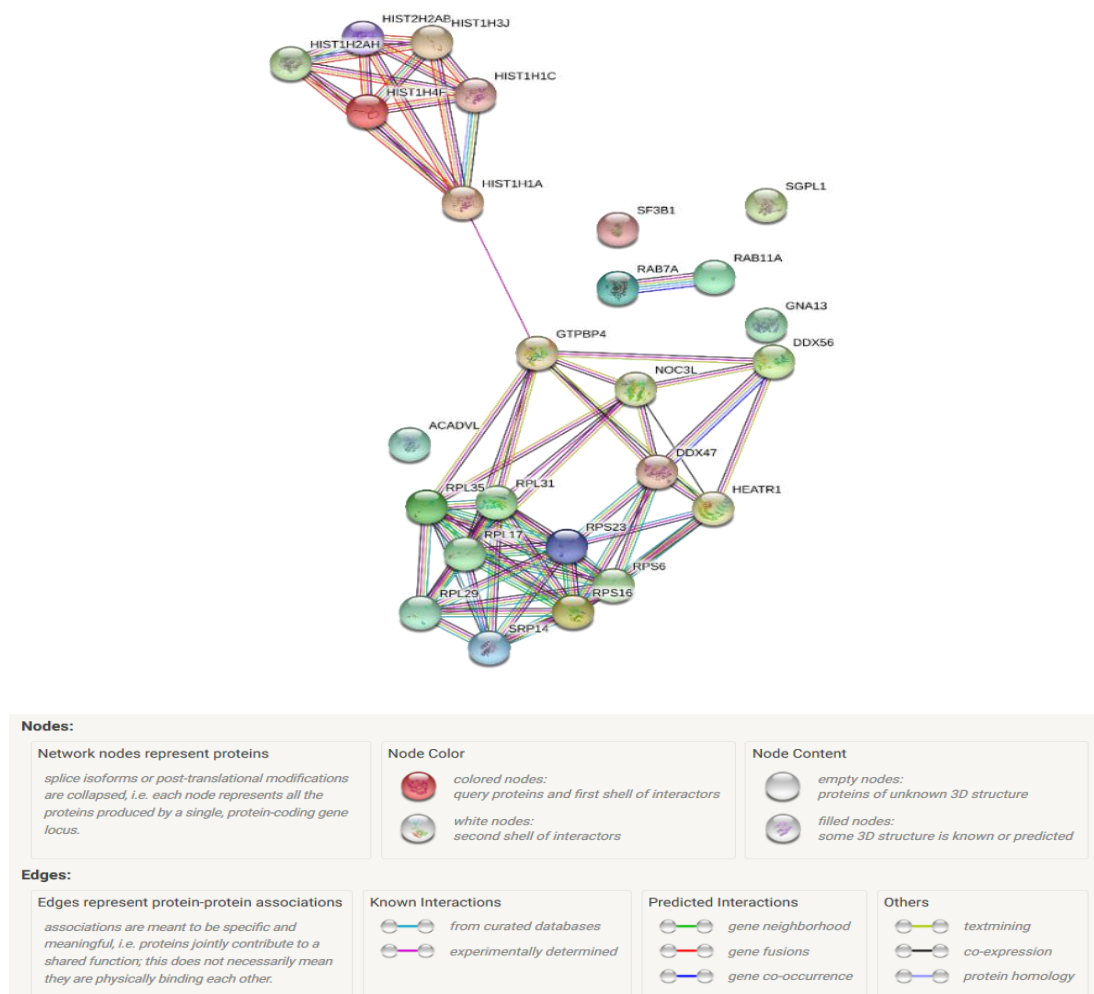 HIST2H2AB
HIST1H3J
HIST1H2AH
HIST1H1C
HIST1H4F
HIST1H1A
SGPL1
SF3B1
RAB11A
RAB7A
GNA13
GTPBP4
DDX56
NOC3L
ACADVL
DDX47
RPL35
RPL31
HEATR1
RPS23
RPL17
RPS6
RPL29
RPS16
SRP14
Nodes:
Network nodes represent proteins
splice isoforms or post-translational modifications
are collapsed, i.e. each node represents all the
proteins produced by a single, protein-coding gene
locus.
Node Color
colored nodes:
query proteins and first shell of interactors
white nodes:
second shell of interactors
Node Content
empty nodes:
proteins of unknown 3D structure
filled nodes:
some 3D structure is known or predicted
Edges:
Edges represent protein-protein associations
associations are meant to be specific and
meaningful, i.e. proteins jointly contribute to a
shared function; this does not necessarily mean
they are physically binding each other.
Known Interactions
from curated databases
experimentally determined
Predicted Interactions
gene neighborhood
gene fusions
gene co-occurrence
Others
textmining
co-expression
protein homology